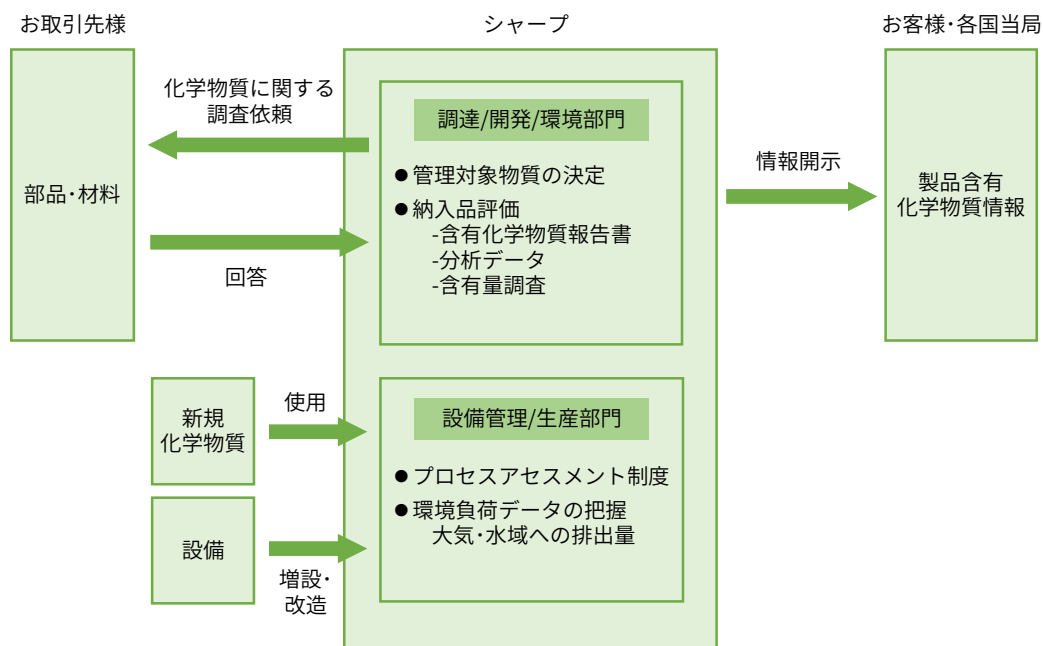 お取引先様
シャープ
お客様・各国当局
化学物質に関する
調査依頼
部品・材料
回答
調達/開発/環境部門
●管理対象物質の決定
●納入品評価
-含有化学物質報告書
-分析データ
-含有量調査
情報開示
製品含有
化学物質情報
新規
化学物質
使用
設備
増設・
改造
設備管理/生産部門
●プロセスアセスメント制度
●環境負荷データの把握
大気・水域への排出量